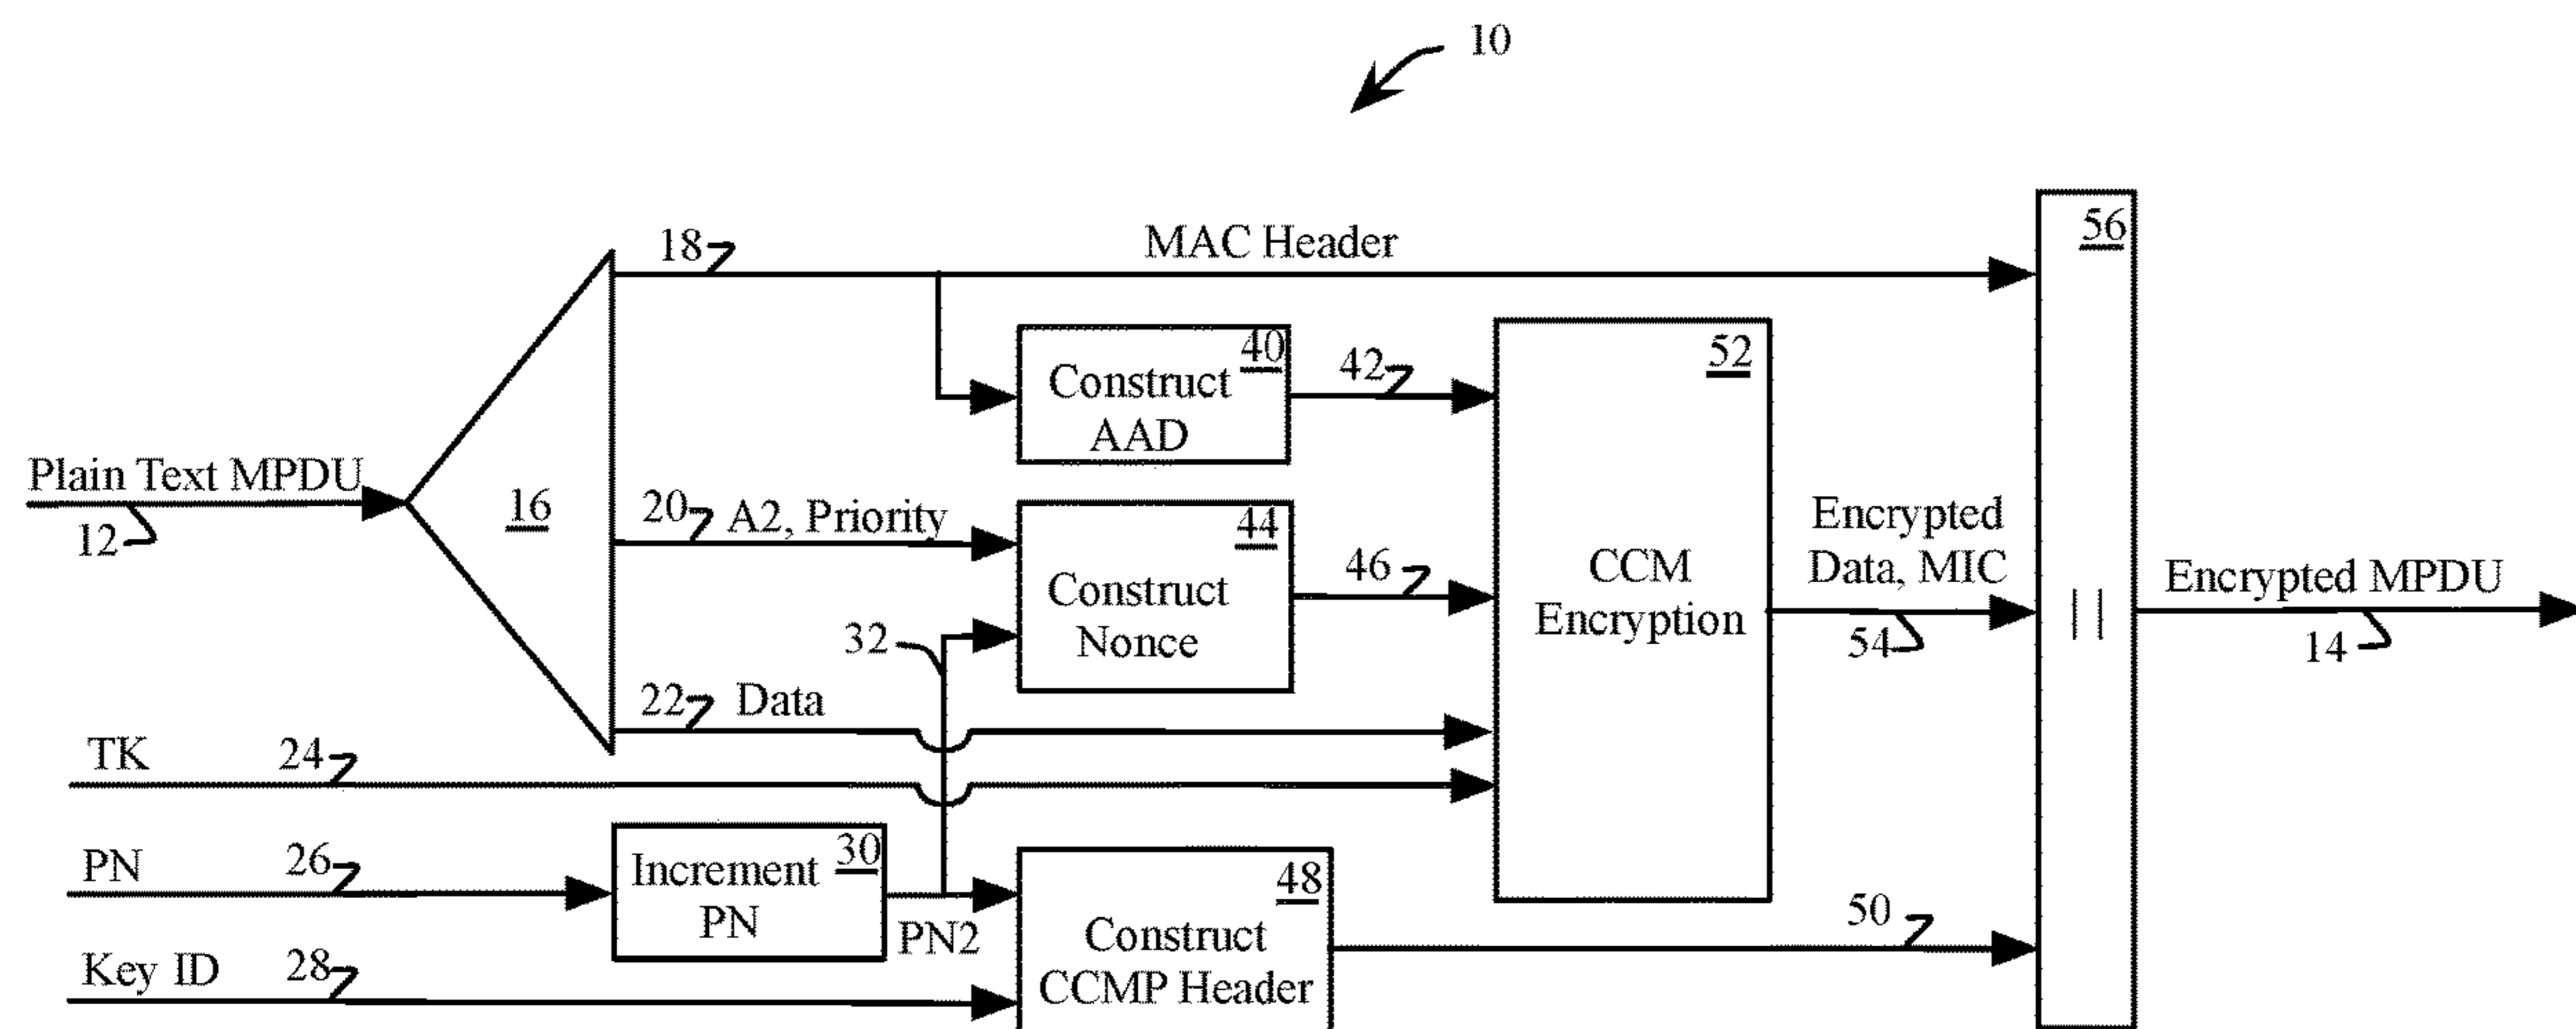 10
56
18
MAC Header
40
Construct
AAD
42
52
Plain Text MPDU
12
16
20
A2, Priority
44
Construct
Nonce
46
CCM
Encryption
Encrypted
Data, MIC
54
||
Encrypted MPDU
14
32
22
Data
TK
24
PN
26
30
Increment
PN
PN2
48
Construct
CCMP Header
50
Key ID
28